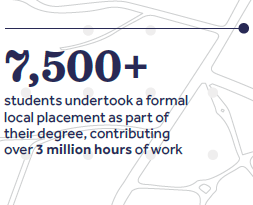 7,500+
students undertook a formal
local placement as part of
their degree, contributing
over 3 million hours of work